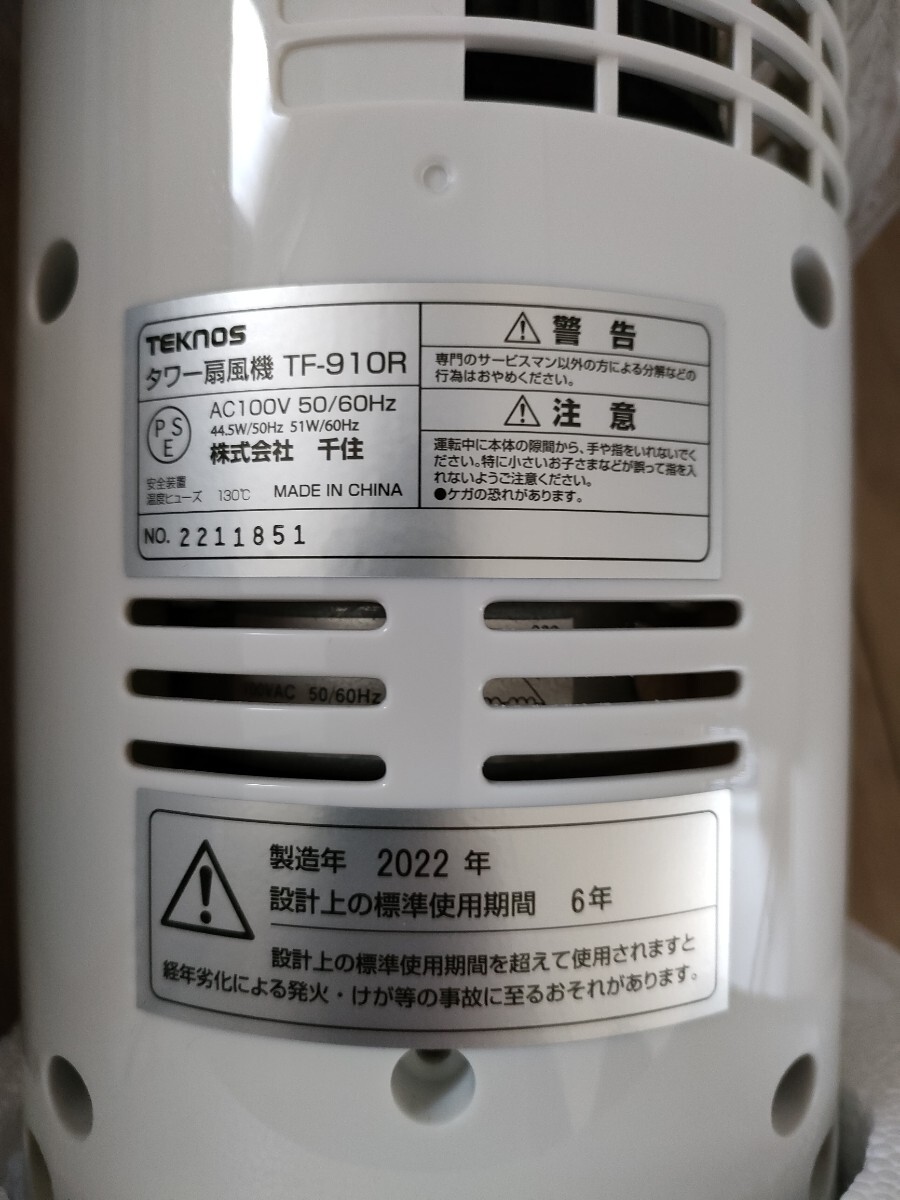 TEKNOS
タワー扇風機 TF-910R
PSE
AC100V 50/60Hz
44.5W/50Hz 51W/60Hz
株式会社 千住
安全装置
温度ヒューズ 130℃ MADE IN CHINA
NO. 2211851
⚠ 警告
専門のサービスマン以外の方による分解などの
行為はおやめください。
⚠ 注意
運転中に本体の隙間から、手や指をいれないでく
ださい。特に小さいお子さまなどが誤って指を入
れないようご注意ください。
●ケガの恐れがあります。
50/60Hz
製造年 2022年
設計上の標準使用期間 6年
設計上の標準使用期間を超えて使用されますと
経年劣化による発火・けが等の事故に至るおそれがあります。